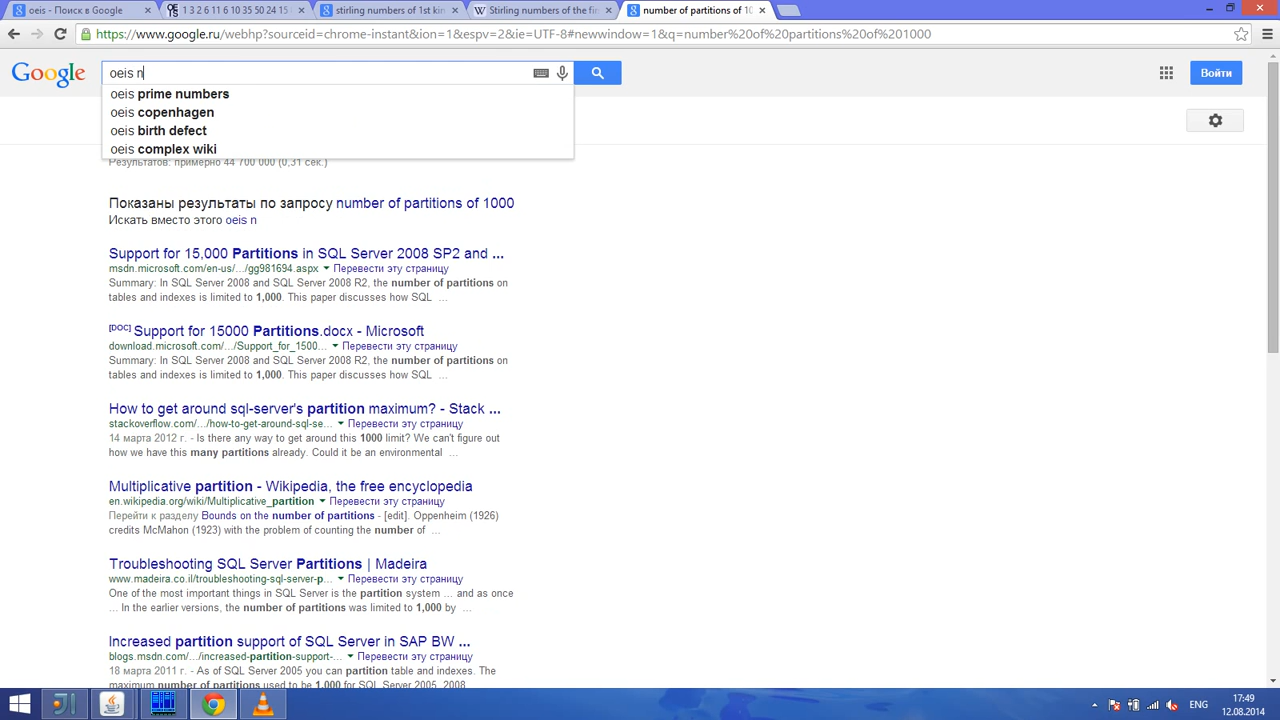 oeis - Поиск в Google
1 3 2 6 11 6 10 35 50 24 15
stirling numbers of 1st kin
Stirling numbers of the fi
number of partitions of 10
https://www.google.ru/webhp?sourceid=chrome-instant&ion=1&espv=2&ie=UTF-8#newwindow=1&q=number%20of%20partitions%20of%201000
Google
oeis n
Войти
oeis prime numbers
oeis copenhagen
oeis birth defect
oeis complex wiki
Результатов: примерно 44 700 000 (0,31 сек.)
Показаны результаты по запросу number of partitions of 1000
Искать вместо этого oeis n
Support for 15,000 Partitions in SQL Server 2008 SP2 and ...
msdn.microsoft.com/en-us/.../gg981694.aspx ▼ Перевести эту страницу
Summary: In SQL Server 2008 and SQL Server 2008 R2, the number of partitions on
tables and indexes is limited to 1,000. This paper discusses how SQL ...
[DOC] Support for 15000 Partitions.docx - Microsoft
download.microsoft.com/.../Support_for_1500... ▼ Перевести эту страницу
Summary: In SQL Server 2008 and SQL Server 2008 R2, the number of partitions on
tables and indexes is limited to 1,000. This paper discusses how SQL ...
How to get around sql-server's partition maximum? - Stack ...
stackoverflow.com/.../how-to-get-around-sql-se... ▼ Перевести эту страницу
14 марта 2012 г. - Is there any way to get around this 1000 limit? We can't figure out
how we have this many partitions already. Could it be an environmental ...
Multiplicative partition - Wikipedia, the free encyclopedia
en.wikipedia.org/wiki/Multiplicative_partition ▼ Перевести эту страницу
Перейти к разделу Bounds on the number of partitions - [edit]. Oppenheim (1926)
credits McMahon (1923) with the problem of counting the number of ...
Troubleshooting SQL Server Partitions | Madeira
www.madeira.co.il/troubleshooting-sql-server-p... ▼ Перевести эту страницу
One of the most important things in SQL Server is the partition system ... and as once
... In the earlier versions, the number of partitions was limited to 1,000 by ...
Increased partition support of SQL Server in SAP BW ...
blogs.msdn.com/.../increased-partition-support-... ▼ Перевести эту страницу
18 марта 2011 г. - As of SQL Server 2005 you can partition table and indexes. The
maximum number of partitions used to be 1,000 for SQL Server 2005, 2008
ENG
17:49
12.08.2014